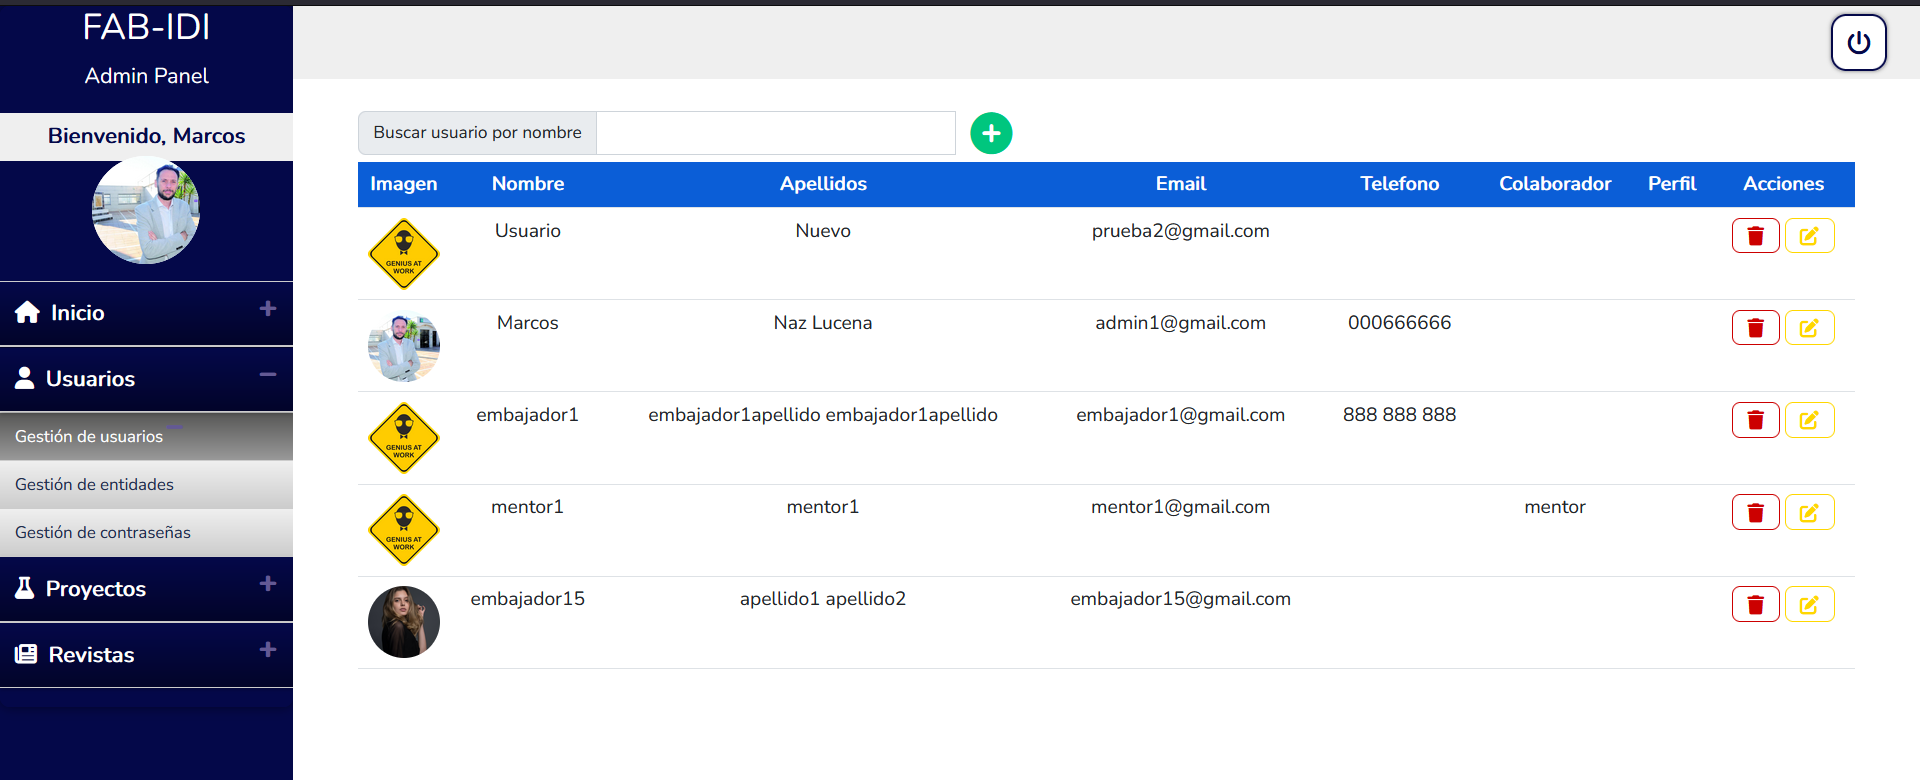 FAB-IDI
Admin Panel
Bienvenido, Marcos
Inicio
Usuarios
Gestión de usuarios
Gestión de entidades
Gestión de contraseñas
Proyectos
Revistas
Buscar usuario por nombre
Imagen Nombre Apellidos Email Telefono Colaborador Perfil Acciones
GENIUS AT
WORK
Usuario Nuevo prueba2@gmail.com
Marcos Naz Lucena admin1@gmail.com 000666666
GENIUS AT
WORK
embajador1 embajador1apellido embajador1apellido embajador1@gmail.com 888 888 888
GENIUS AT
WORK
mentor1 mentor1 mentor1@gmail.com mentor
embajador15 apellido1 apellido2 embajador15@gmail.com